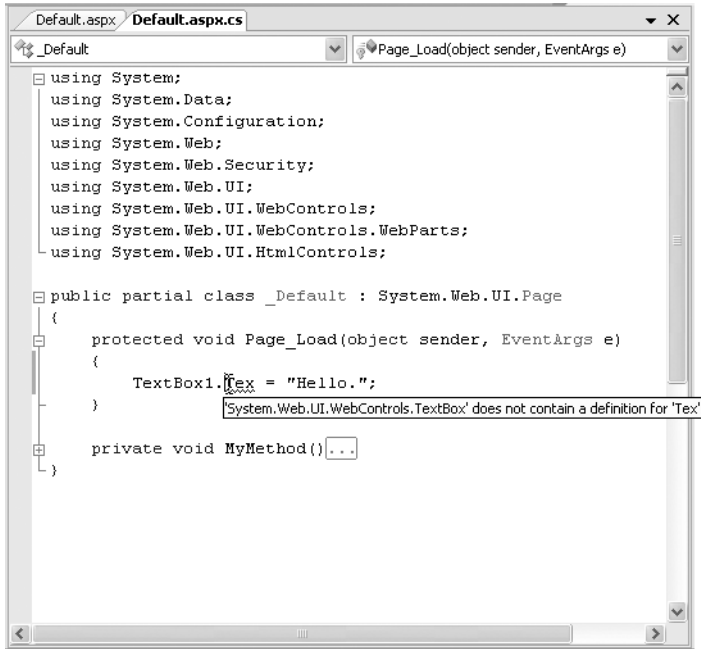 Default.aspx Default.aspx.cs
_Default Page_Load(object sender, EventArgs e)
using System;
using System.Data;
using System.Configuration;
using System.Web;
using System.Web.Security;
using System.Web.UI;
using System.Web.UI.WebControls;
using System.Web.UI.WebControls.WebParts;
using System.Web.UI.HtmlControls;
public partial class _Default : System.Web.UI.Page
{
protected void Page_Load(object sender, EventArgs e)
{
TextBox1.Tex = "Hello.";
}
'System.Web.UI.WebControls.TextBox' does not contain a definition for 'Tex'
private void MyMethod()...
}